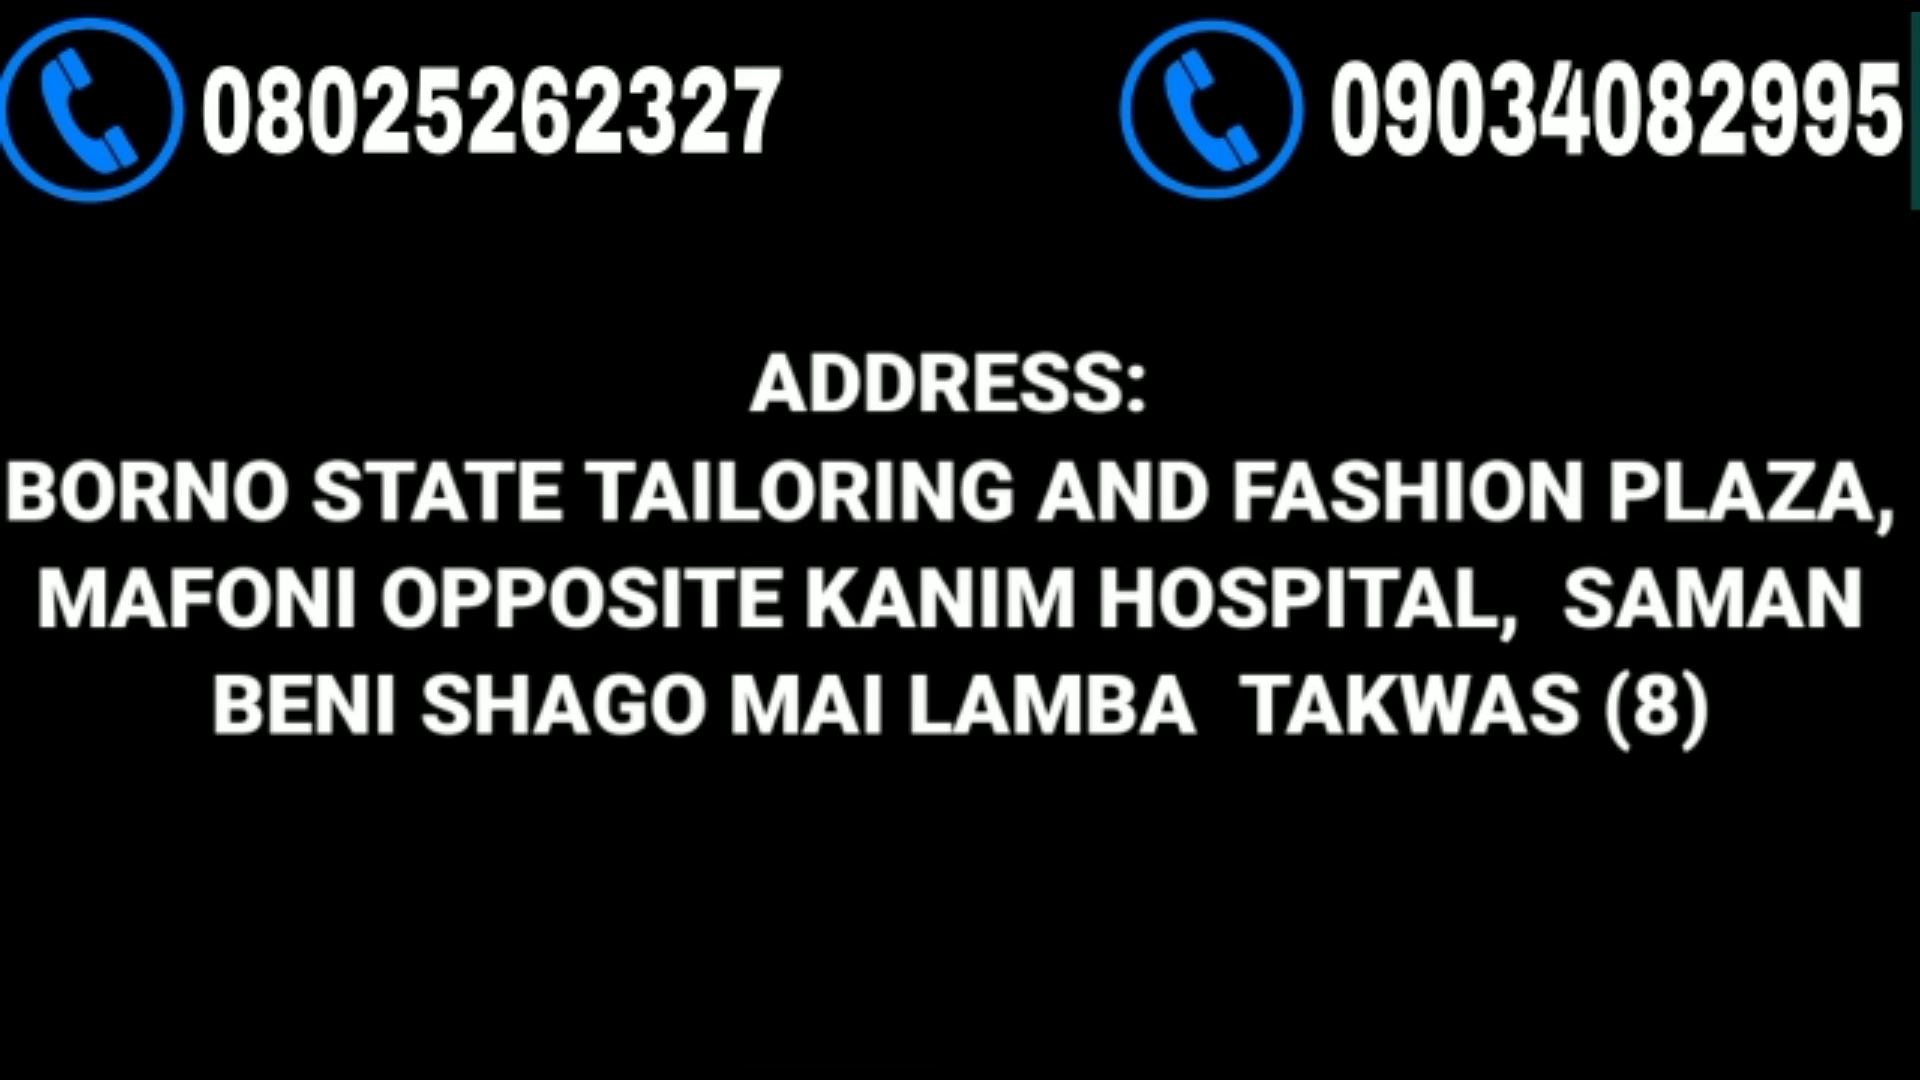 08025262327 09034082995
ADDRESS:
BORNO STATE TAILORING AND FASHION PLAZA,
MAFONI OPPOSITE KANIM HOSPITAL, SAMAN
BENI SHAGO MAI LAMBA TAKWAS (8)